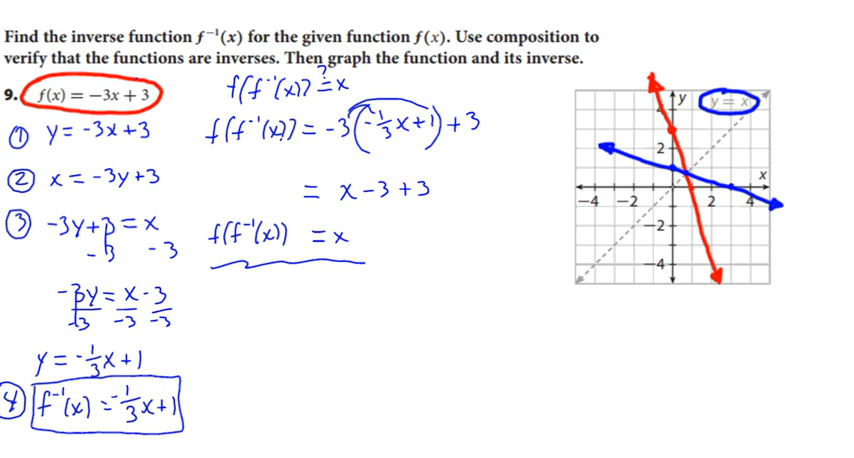 Find the inverse function f⁻¹(x) for the given function f(x). Use composition to
verify that the functions are inverses. Then graph the function and its inverse.
9. f(x) = −3x + 3
① y = -3x+3
② x = -3y+3
③ -3y+3 = x
-3 -3
-3y = x - 3
-3 -3 -3
y = -1/3x+1
④ f⁻¹(x) = -1/3x+1
f(f⁻¹(x)) ?= x
f(f⁻¹(x)) = -3(-1/3x+1)+3
= x-3+3
f(f⁻¹(x)) = x
y
y = x
4
2
x
−4 −2 2 4
−2
−4